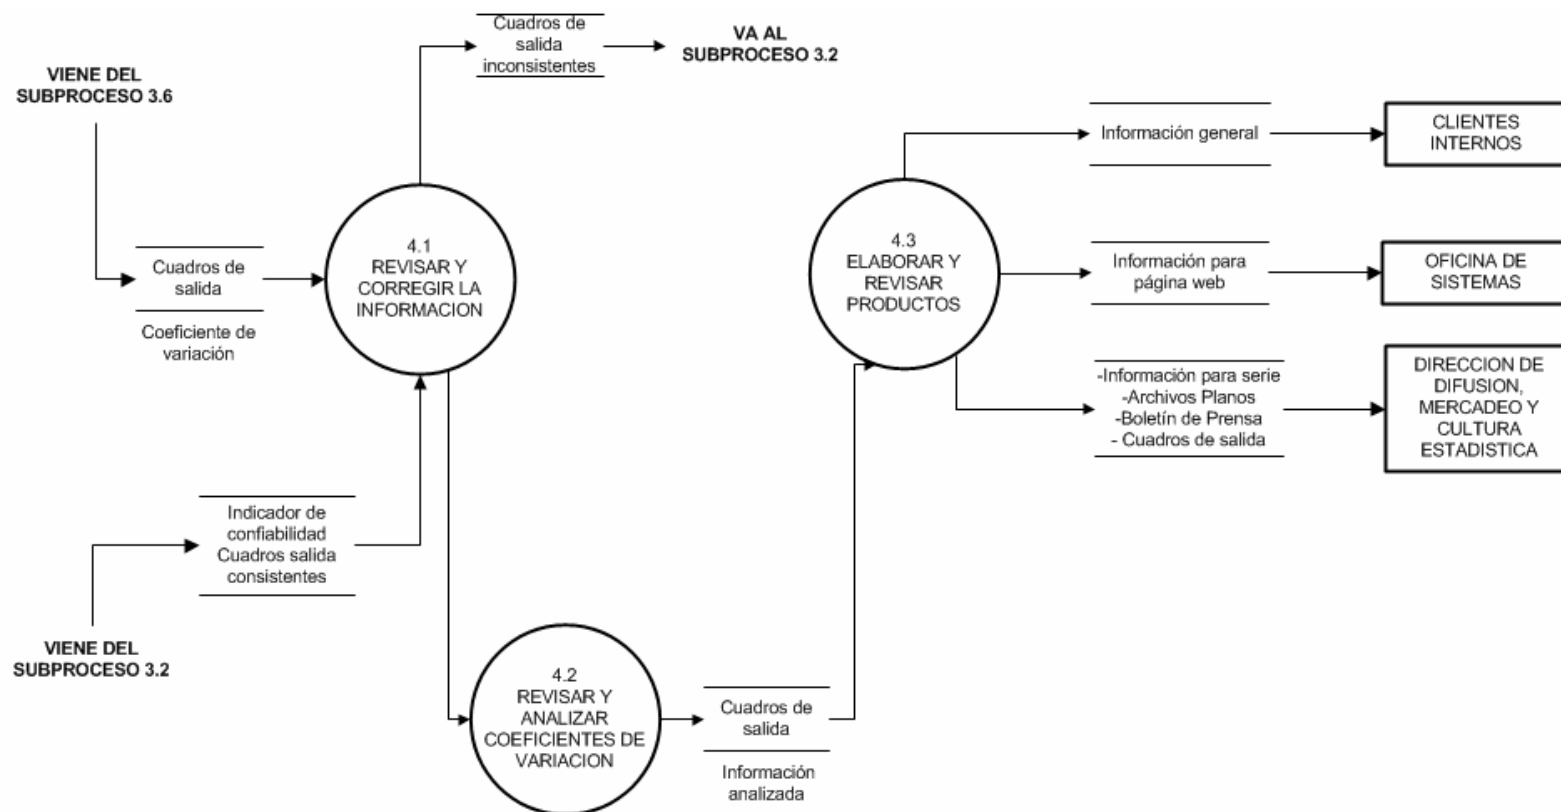 Cuadros de
salida
inconsistentes
VA AL
SUBPROCESO 3.2
VIENE DEL
SUBPROCESO 3.6
Información general
CLIENTES
INTERNOS
Cuadros de
salida
Coeficiente de
variación
4.1
REVISAR Y
CORREGIR LA
INFORMACION
4.3
ELABORAR Y
REVISAR
PRODUCTOS
Información para
página web
OFICINA DE
SISTEMAS
-Información para serie
-Archivos Planos
-Boletín de Prensa
- Cuadros de salida
DIRECCION DE
DIFUSION,
MERCADEO Y
CULTURA
ESTADISTICA
Indicador de
confiabilidad
Cuadros salida
consistentes
VIENE DEL
SUBPROCESO 3.2
4.2
REVISAR Y
ANALIZAR
COEFICIENTES DE
VARIACION
Cuadros de
salida
Información
analizada